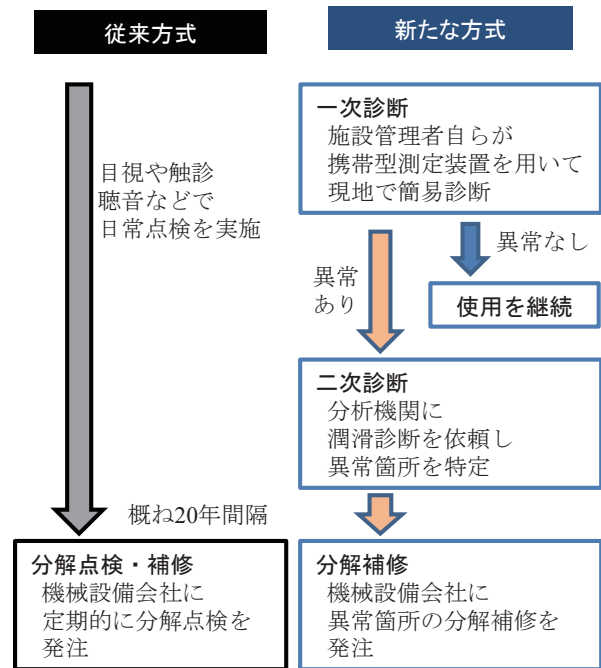 従来方式
目視や触診
聴音などで
日常点検を実施
概ね20年間隔
分解点検・補修
機械設備会社に
定期的に分解点検を
発注
新たな方式
一次診断
施設管理者自らが
携帯型測定装置を用いて
現地で簡易診断
異常なし
使用を継続
異常
あり
二次診断
分析機関に
潤滑診断を依頼し
異常箇所を特定
分解補修
機械設備会社に
異常箇所の分解補修を
発注